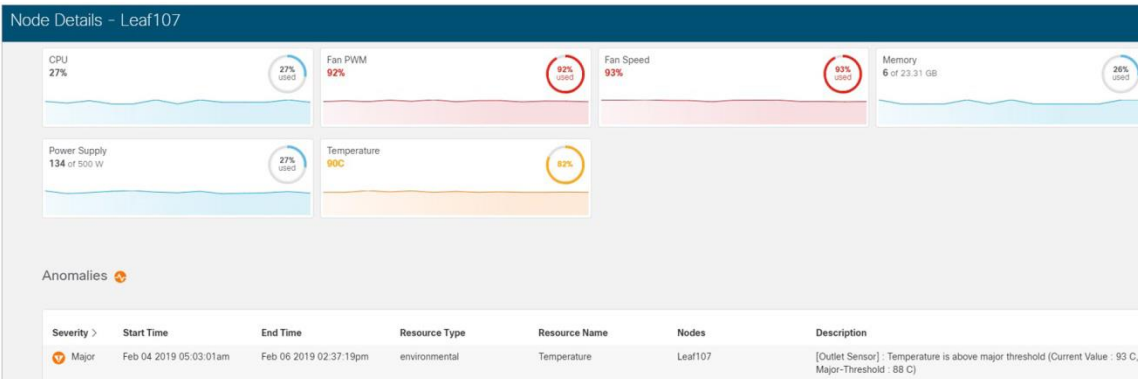 Node Details - Leaf107
CPU
27%
27%
used
Fan PWM
92%
92%
used
Fan Speed
93%
93%
used
Memory
6 of 23.31 GB
26%
used
Power Supply
134 of 500 W
27%
used
Temperature
90C
82%
Anomalies
Severity > Start Time End Time Resource Type Resource Name Nodes Description
Major Feb 04 2019 05:03:01am Feb 06 2019 02:37:19pm environmental Temperature Leaf107 [Outlet Sensor] : Temperature is above major threshold (Current Value : 93 C,
Major-Threshold : 88 C)